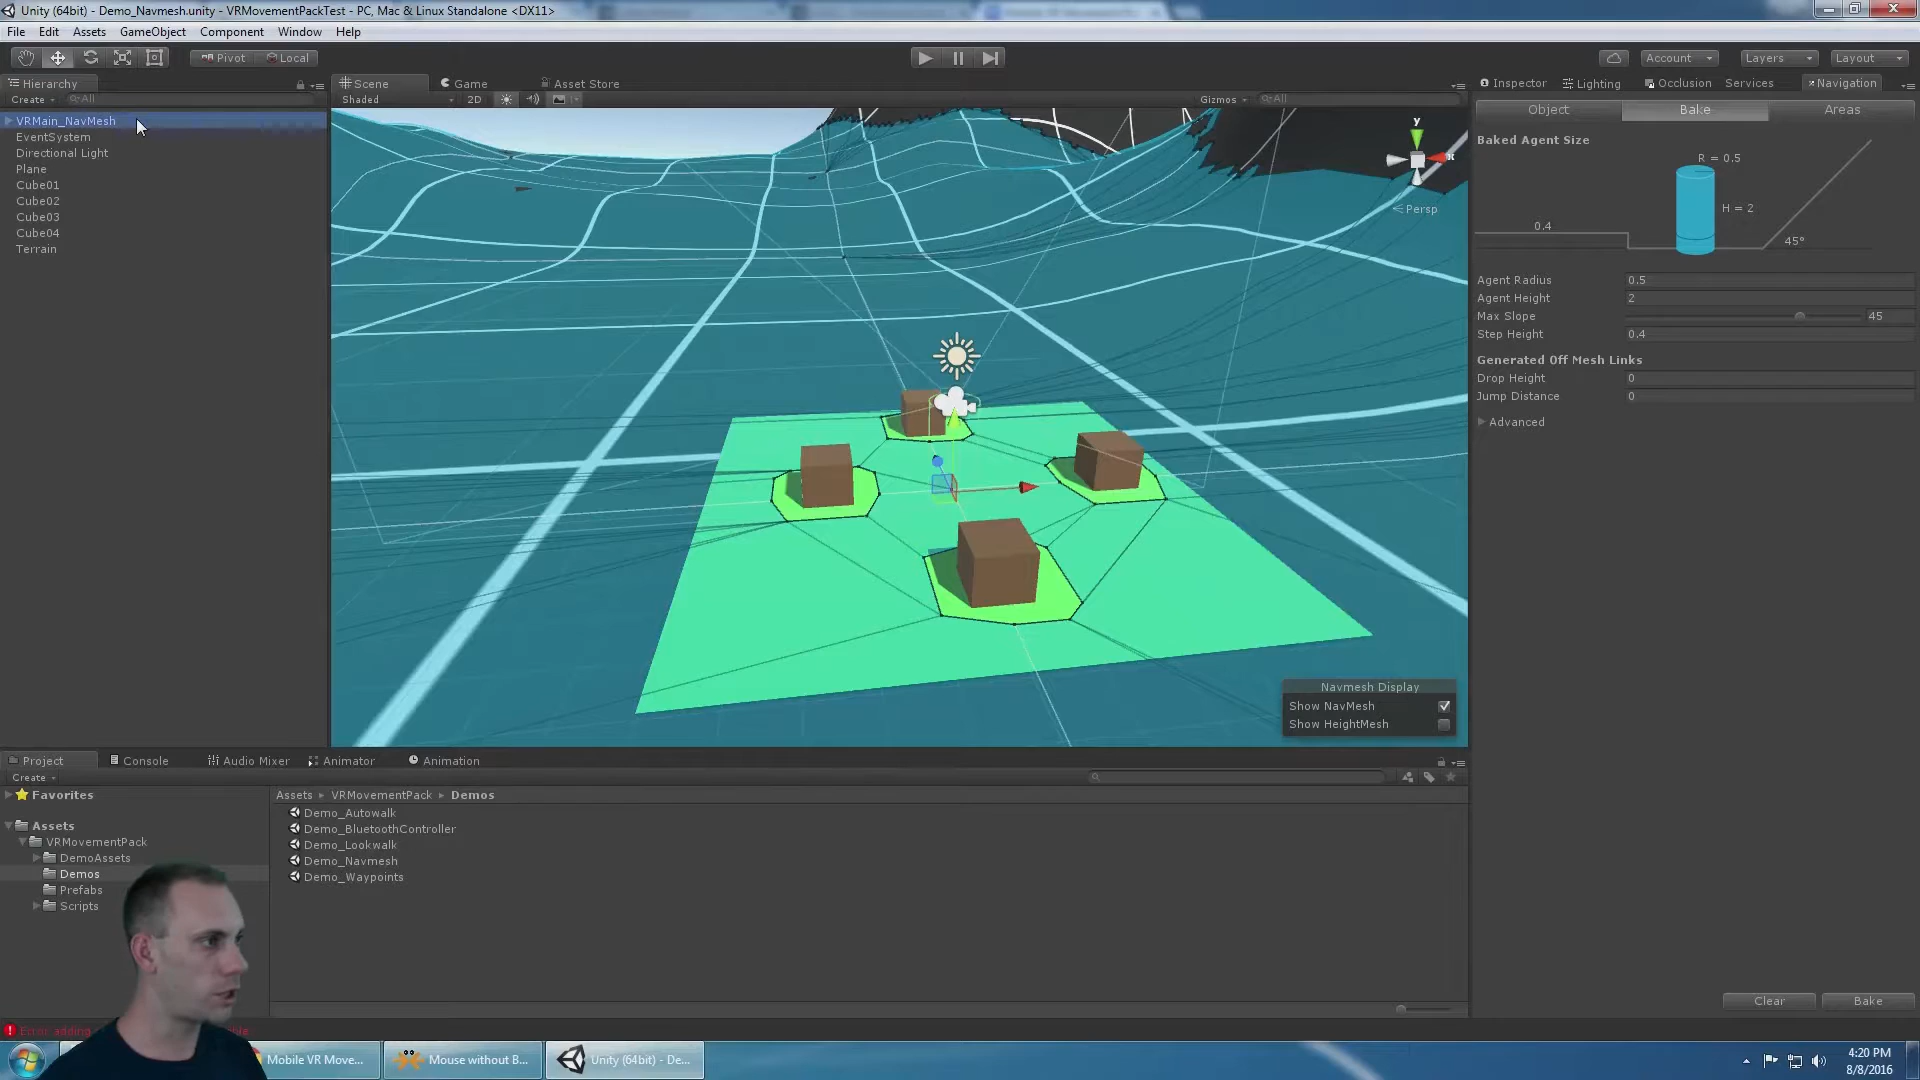 Unity (64bit) - Demo_Navmesh.unity - VRMovementPackTest - PC, Mac & Linux Standalone <DX11>
File Edit Assets GameObject Component Window Help
Pivot Local Account Layers Layout
Hierarchy Scene Game Asset Store Inspector Lighting Occlusion Services Navigation
Create All Shaded 2D Gizmos All
Object Bake Areas
VRMain_NavMesh
EventSystem
Directional Light
Plane
Cube01
Cube02
Cube03
Cube04
Terrain
y
x
Persp
Baked Agent Size
R = 0.5
H = 2
0.4
45°
Agent Radius 0.5
Agent Height 2
Max Slope 45
Step Height 0.4
Generated Off Mesh Links
Drop Height 0
Jump Distance 0
Advanced
Navmesh Display
Show NavMesh
Show HeightMesh
Project Console Audio Mixer Animator Animation
Create
Favorites
Assets
VRMovementPack
DemoAssets
Demos
Prefabs
Scripts
Assets VRMovementPack Demos
Demo_Autowalk
Demo_BluetoothController
Demo_Lookwalk
Demo_Navmesh
Demo_Waypoints
Clear Bake
Error adding
Mobile VR Move... Mouse without B... Unity (64bit) - De...
4:20 PM
8/8/2016